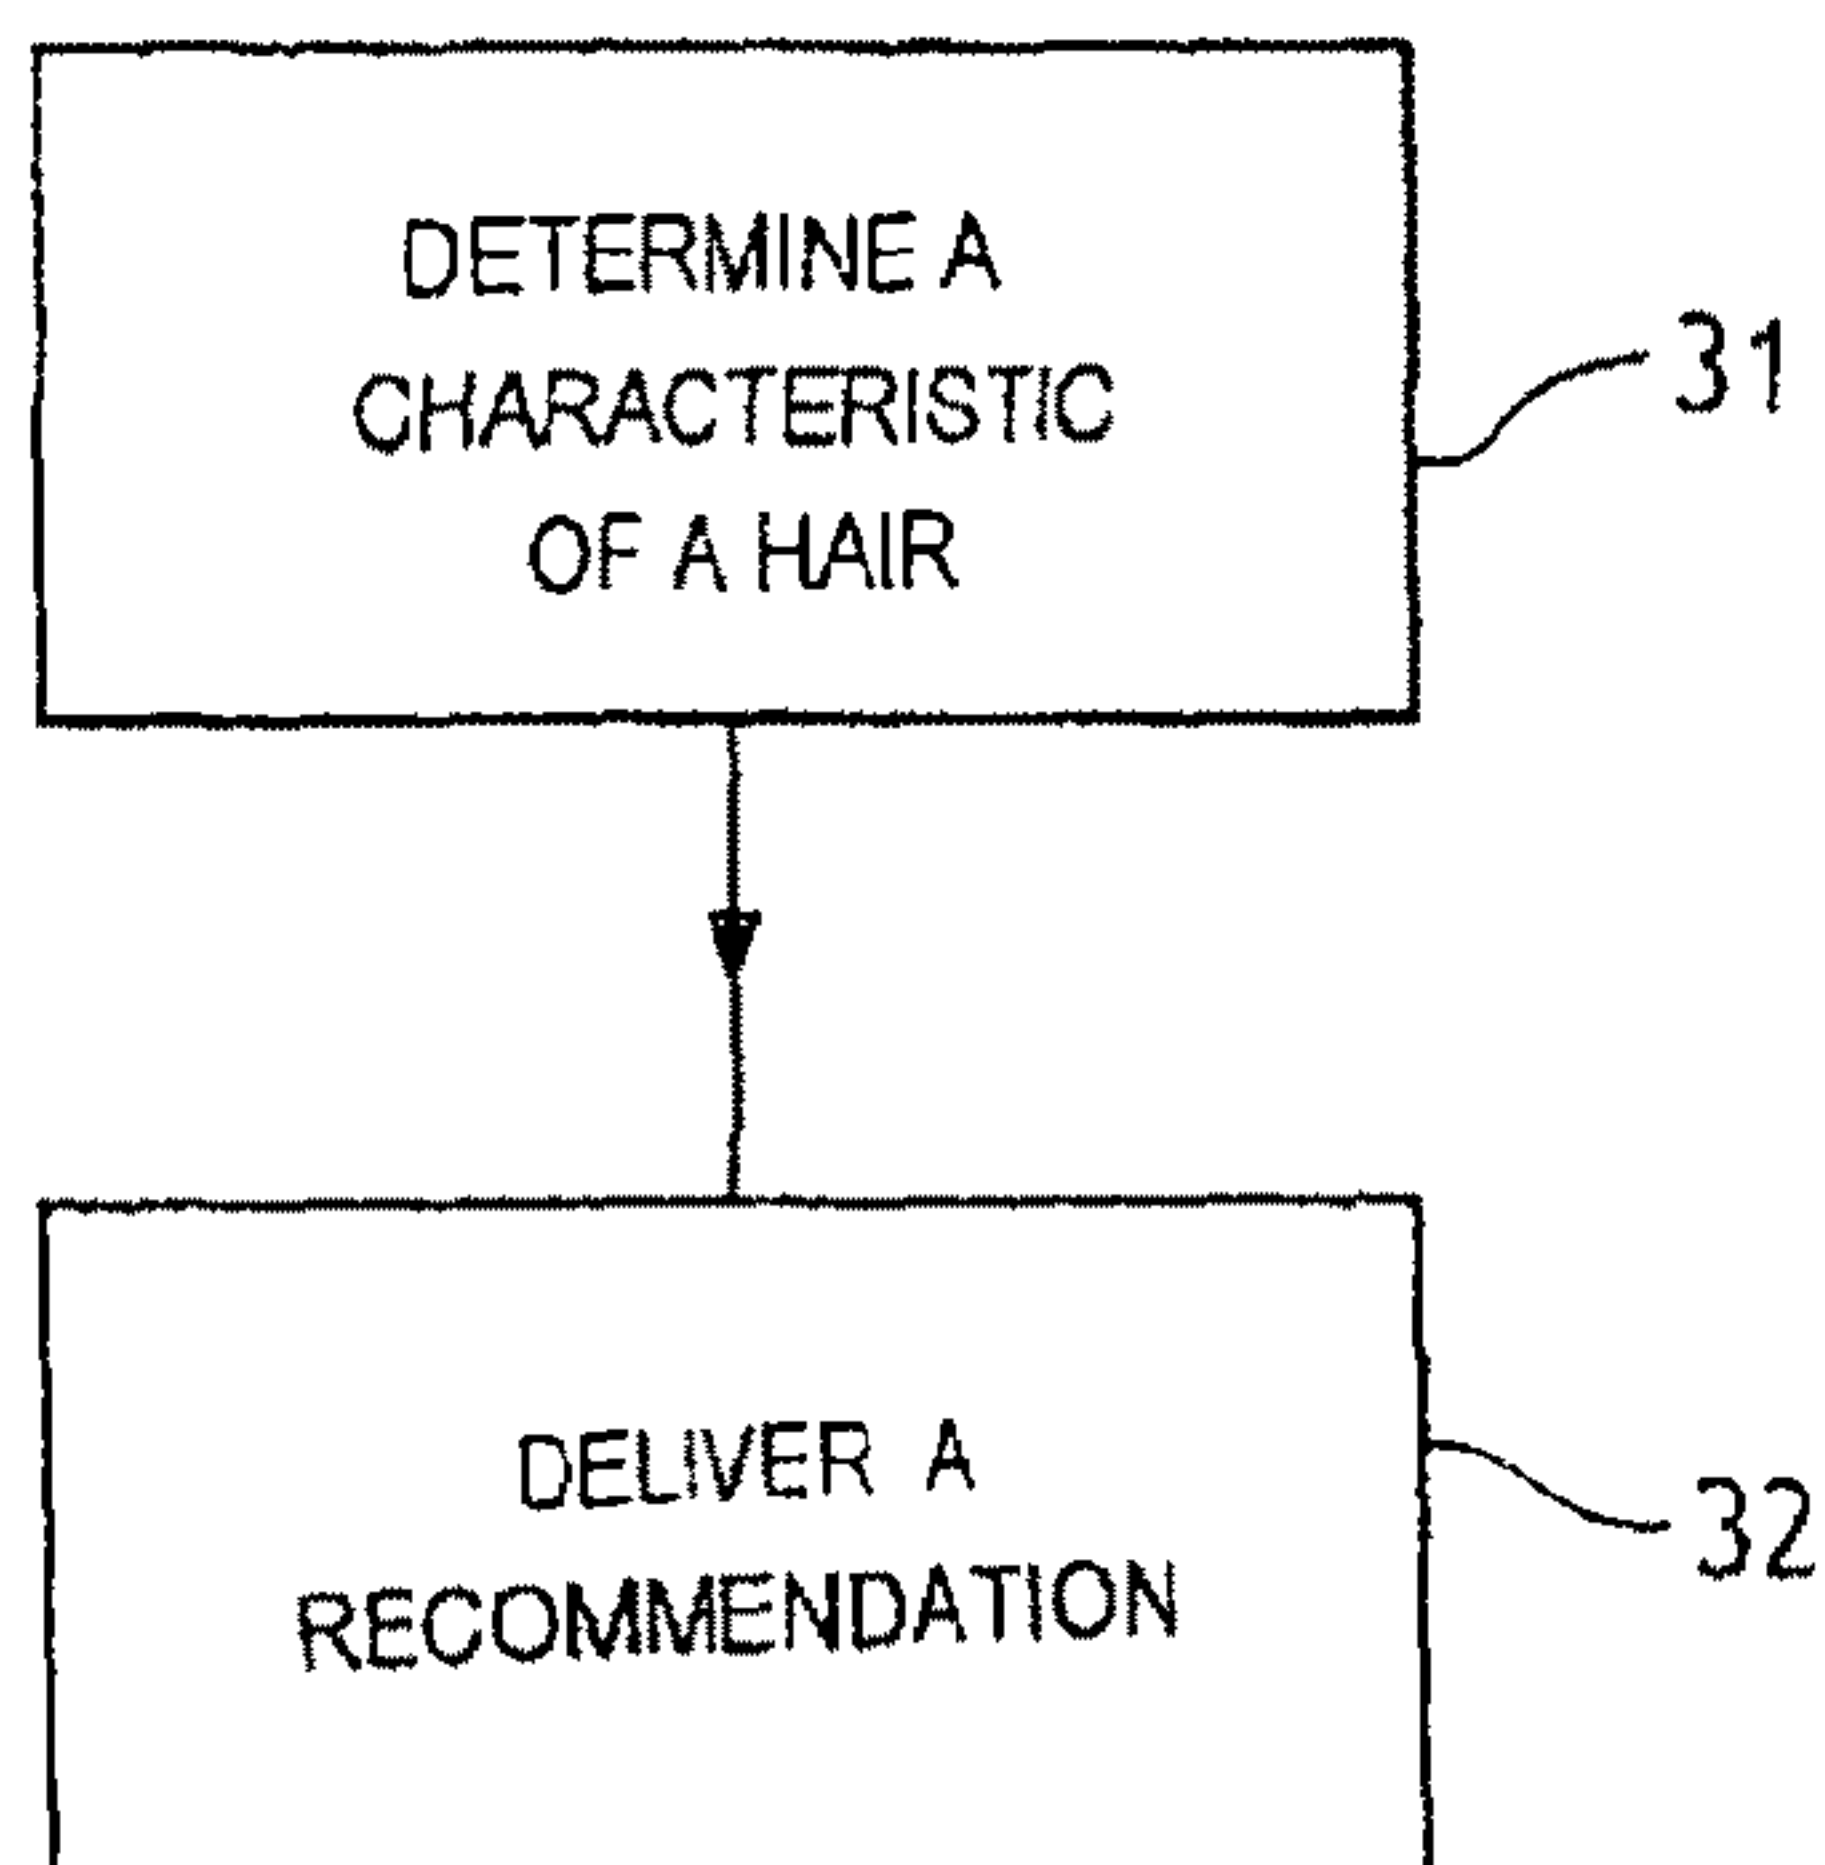 DETERMINE A
CHARACTERISTIC
OF A HAIR
31
DELIVER A
RECOMMENDATION
32